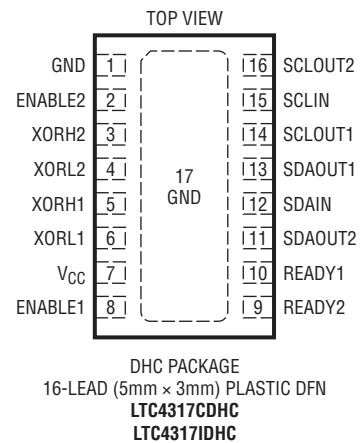 TOP VIEW
GND 1 16 SCLOUT2
ENABLE2 2 15 SCLIN
XORH2 3 14 SCLOUT1
XORL2 4 13 SDAOUT1
17
GND
XORH1 5 12 SDAIN
XORL1 6 11 SDAOUT2
VCC 7 10 READY1
ENABLE1 8 9 READY2
DHC PACKAGE
16-LEAD (5mm × 3mm) PLASTIC DFN
LTC4317CDHC
LTC4317IDHC